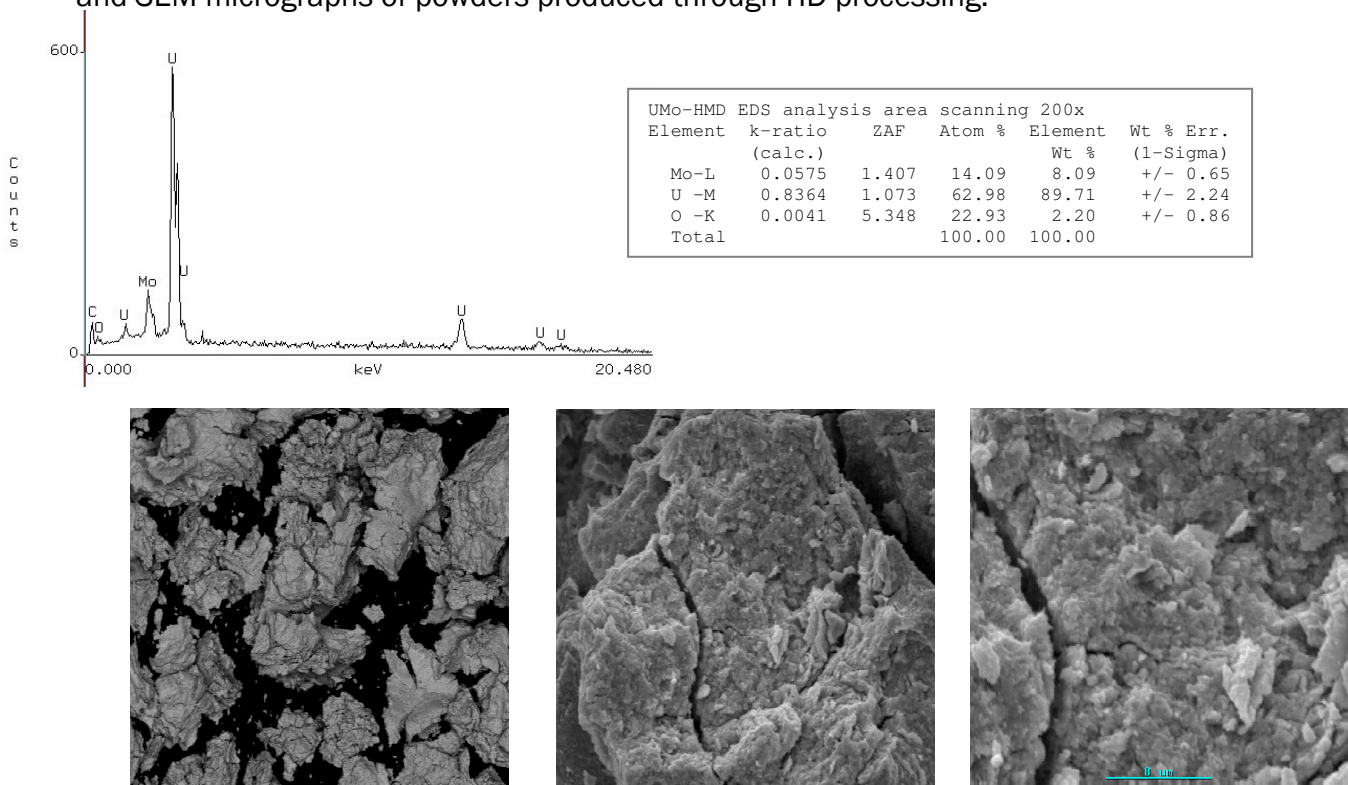 and SEM micrographs of powders produced through HD processing.
600
Counts
0
0.000 keV 20.480
C
O
U
Mo
U
U
U
U
U
UMo-HMD EDS analysis area scanning 200x
Element k-ratio ZAF Atom % Element Wt % Err.
(calc.) Wt % (1-Sigma)
Mo-L 0.0575 1.407 14.09 8.09 +/- 0.65
U -M 0.8364 1.073 62.98 89.71 +/- 2.24
O -K 0.0041 5.348 22.93 2.20 +/- 0.86
Total 100.00 100.00
8 um